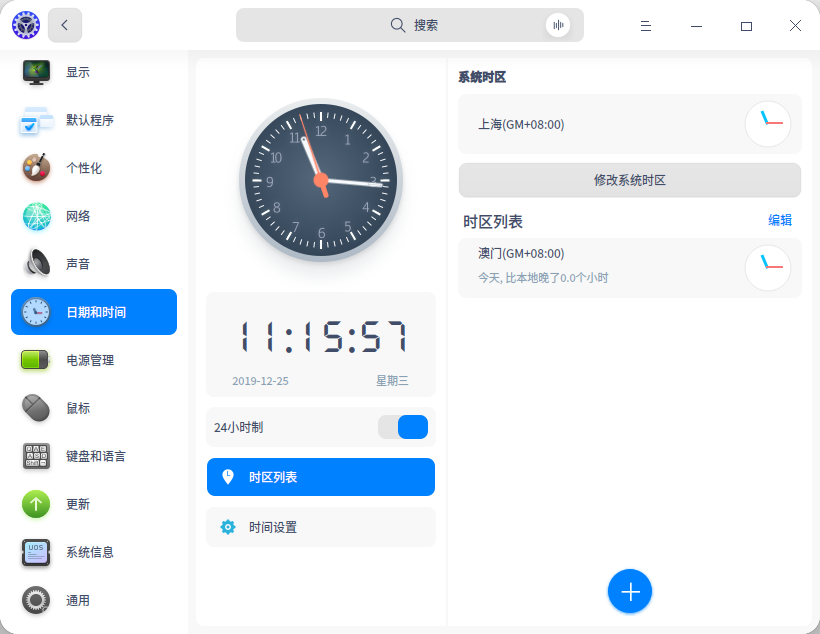 搜索
显示
默认程序
个性化
网络
声音
日期和时间
电源管理
鼠标
键盘和语言
更新
UOS
系统信息
通用
12
1
2
3
4
5
6
7
8
9
10
11
11:15:57
2019-12-25 星期三
24小时制
时区列表
时间设置
系统时区
上海(GM+08:00)
修改系统时区
时区列表 编辑
澳门(GM+08:00)
今天, 比本地晚了0.0个小时